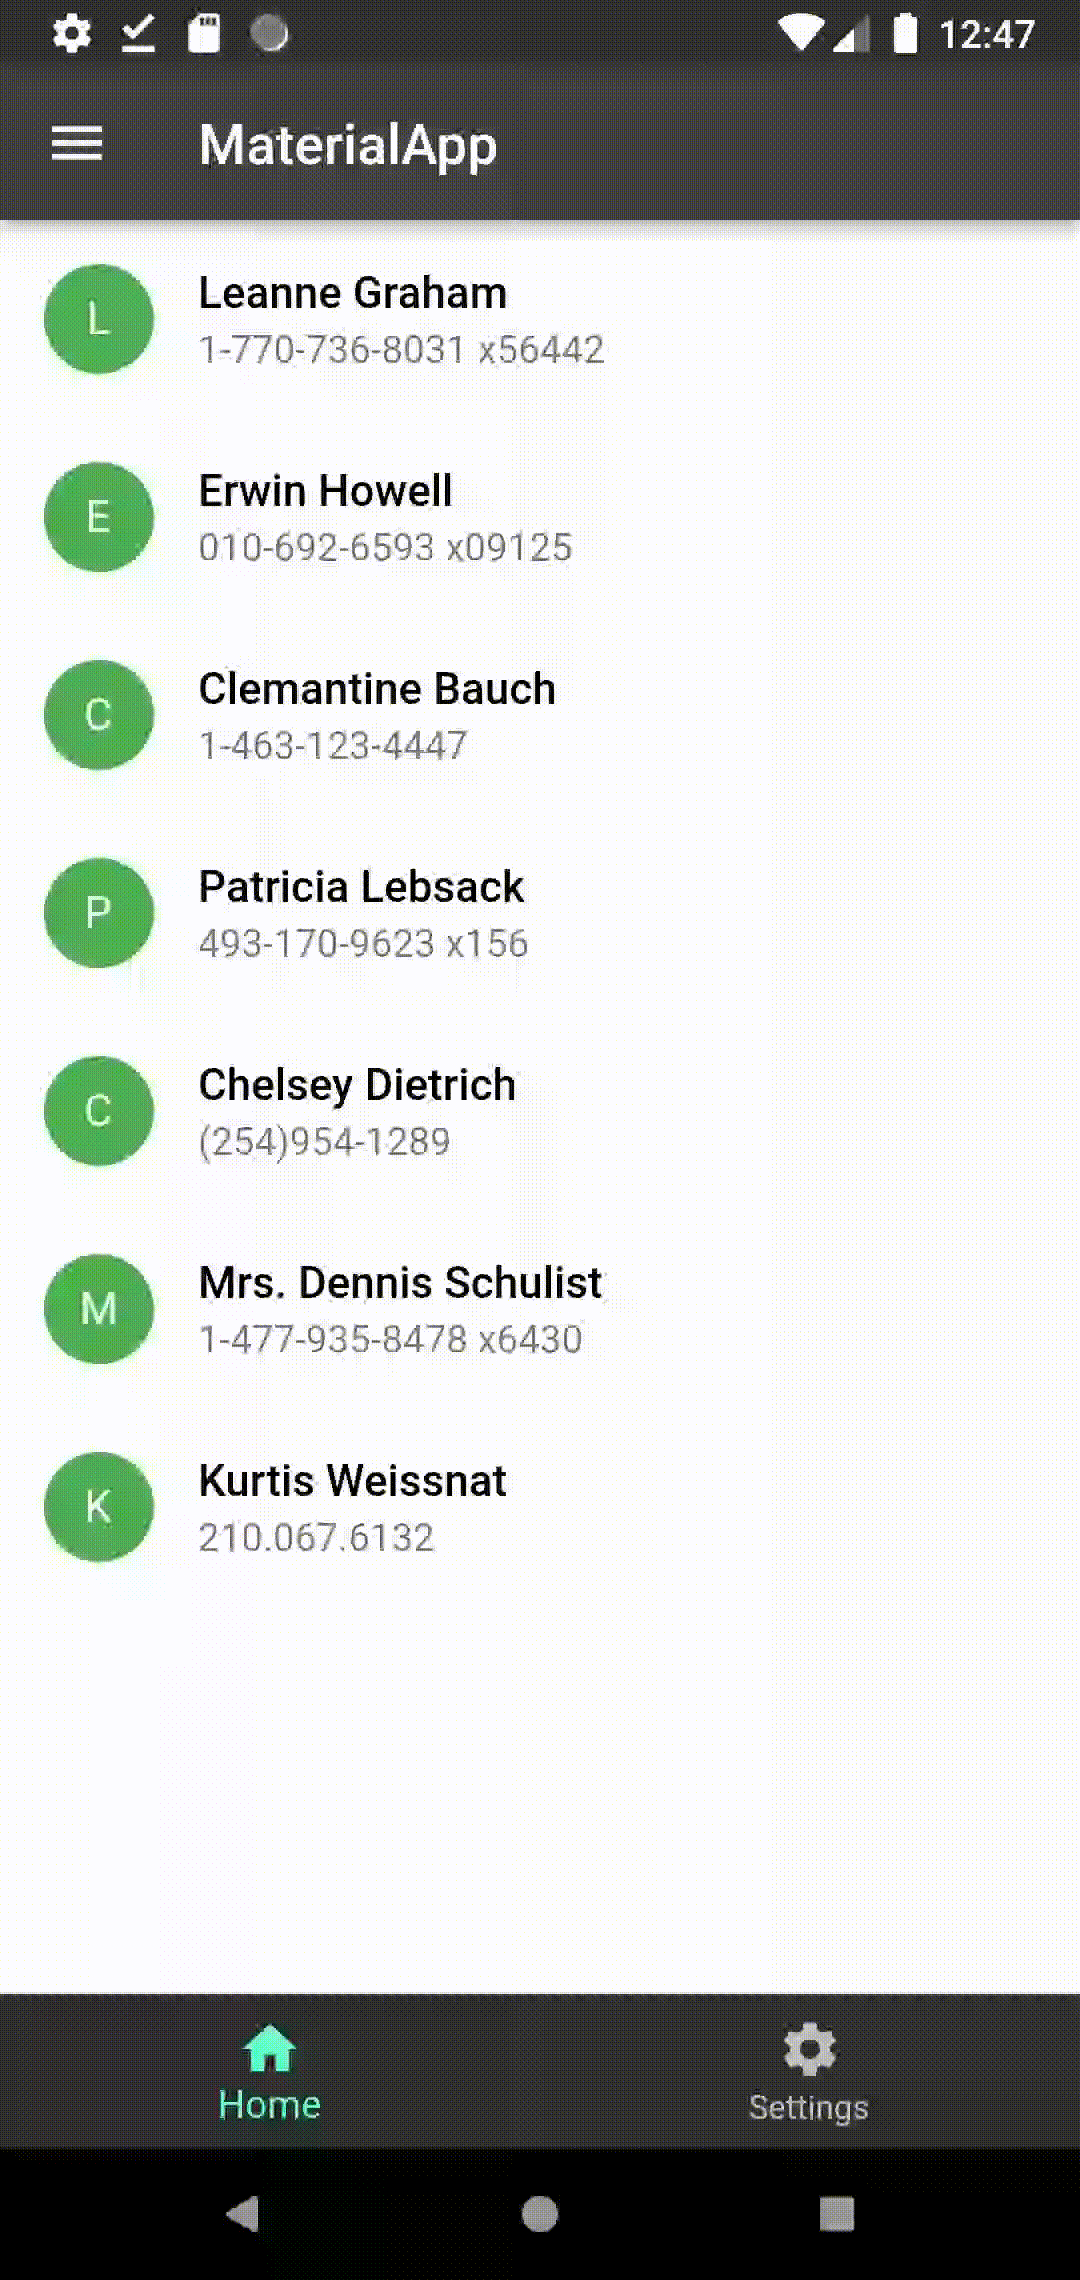 12:47
MaterialApp
L
Leanne Graham
1-770-736-8031 x56442
E
Erwin Howell
010-692-6593 x09125
C
Clemantine Bauch
1-463-123-4447
P
Patricia Lebsack
493-170-9623 x156
C
Chelsey Dietrich
(254)954-1289
M
Mrs. Dennis Schulist
1-477-935-8478 x6430
K
Kurtis Weissnat
210.067.6132
Home
Settings